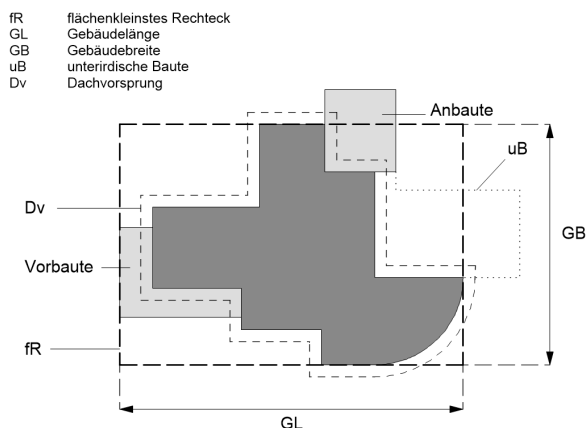 fR flächenkleinstes Rechteck
GL Gebäudelänge
GB Gebäudebreite
uB unterirdische Baute
Dv Dachvorsprung
Anbaute
uB
Dv
GB
Vorbaute
fR
GL